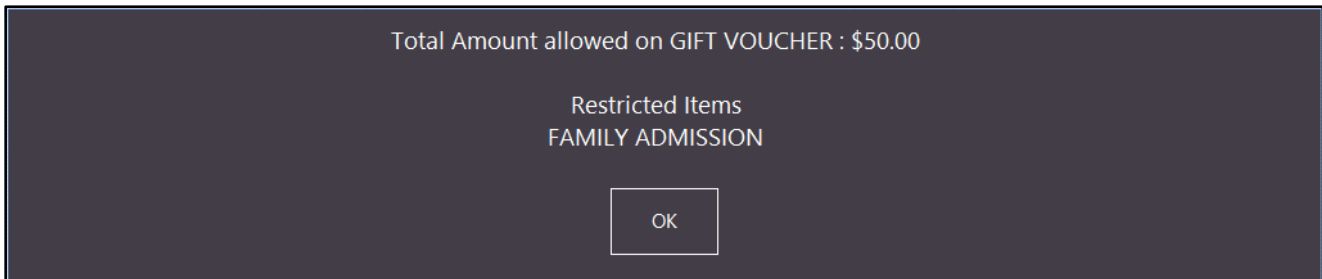 Total Amount allowed on GIFT VOUCHER : $50.00
Restricted Items
FAMILY ADMISSION
OK